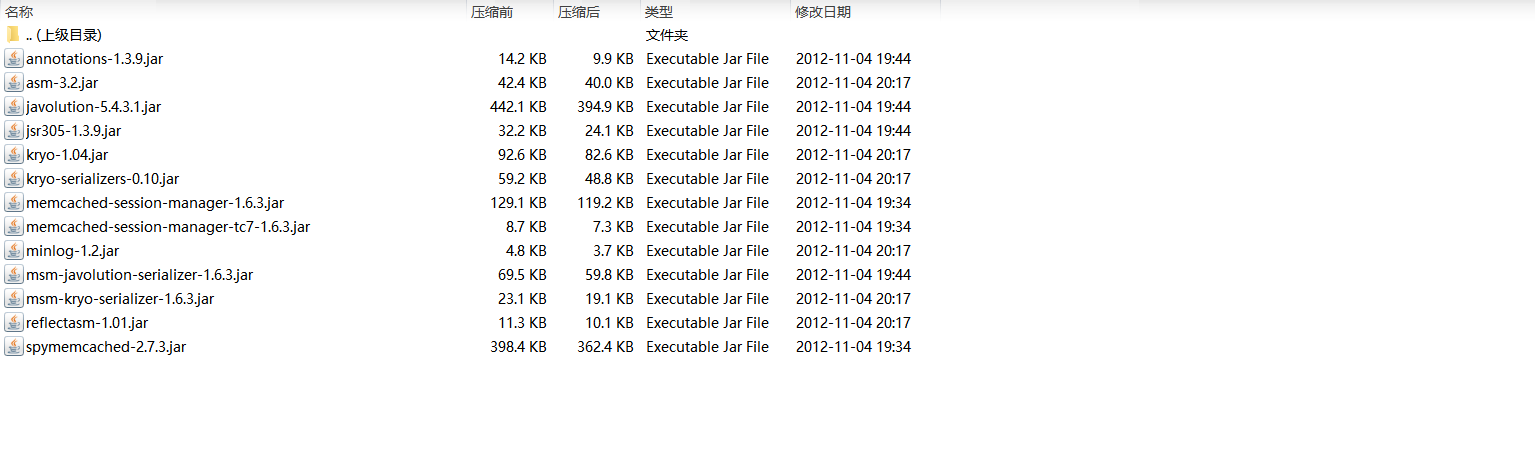 名称 压缩前 压缩后 类型 修改日期
.. (上级目录) 文件夹
annotations-1.3.9.jar 14.2 KB 9.9 KB Executable Jar File 2012-11-04 19:44
asm-3.2.jar 42.4 KB 40.0 KB Executable Jar File 2012-11-04 20:17
javolution-5.4.3.1.jar 442.1 KB 394.9 KB Executable Jar File 2012-11-04 19:44
jsr305-1.3.9.jar 32.2 KB 24.1 KB Executable Jar File 2012-11-04 19:44
kryo-1.04.jar 92.6 KB 82.6 KB Executable Jar File 2012-11-04 20:17
kryo-serializers-0.10.jar 59.2 KB 48.8 KB Executable Jar File 2012-11-04 20:17
memcached-session-manager-1.6.3.jar 129.1 KB 119.2 KB Executable Jar File 2012-11-04 19:34
memcached-session-manager-tc7-1.6.3.jar 8.7 KB 7.3 KB Executable Jar File 2012-11-04 19:34
minlog-1.2.jar 4.8 KB 3.7 KB Executable Jar File 2012-11-04 20:17
msm-javolution-serializer-1.6.3.jar 69.5 KB 59.8 KB Executable Jar File 2012-11-04 19:44
msm-kryo-serializer-1.6.3.jar 23.1 KB 19.1 KB Executable Jar File 2012-11-04 20:17
reflectasm-1.01.jar 11.3 KB 10.1 KB Executable Jar File 2012-11-04 20:17
spymemcached-2.7.3.jar 398.4 KB 362.4 KB Executable Jar File 2012-11-04 19:34